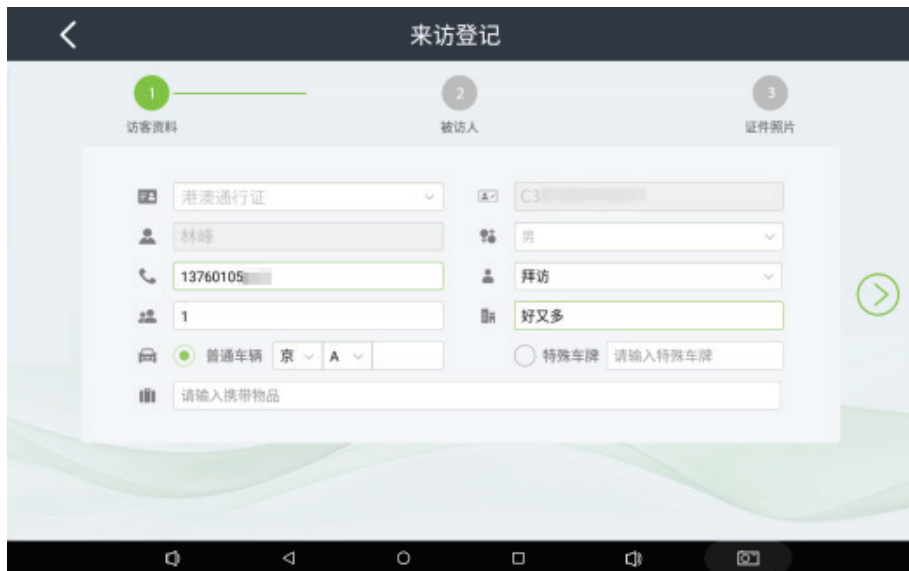 来访登记
1 2 3
访客资料 被访人 证件照片
港澳通行证 C3
林峰 男
13760105 拜访
1 好又多
普通车辆 京 A 特殊车牌 请输入特殊车牌
请输入携带物品